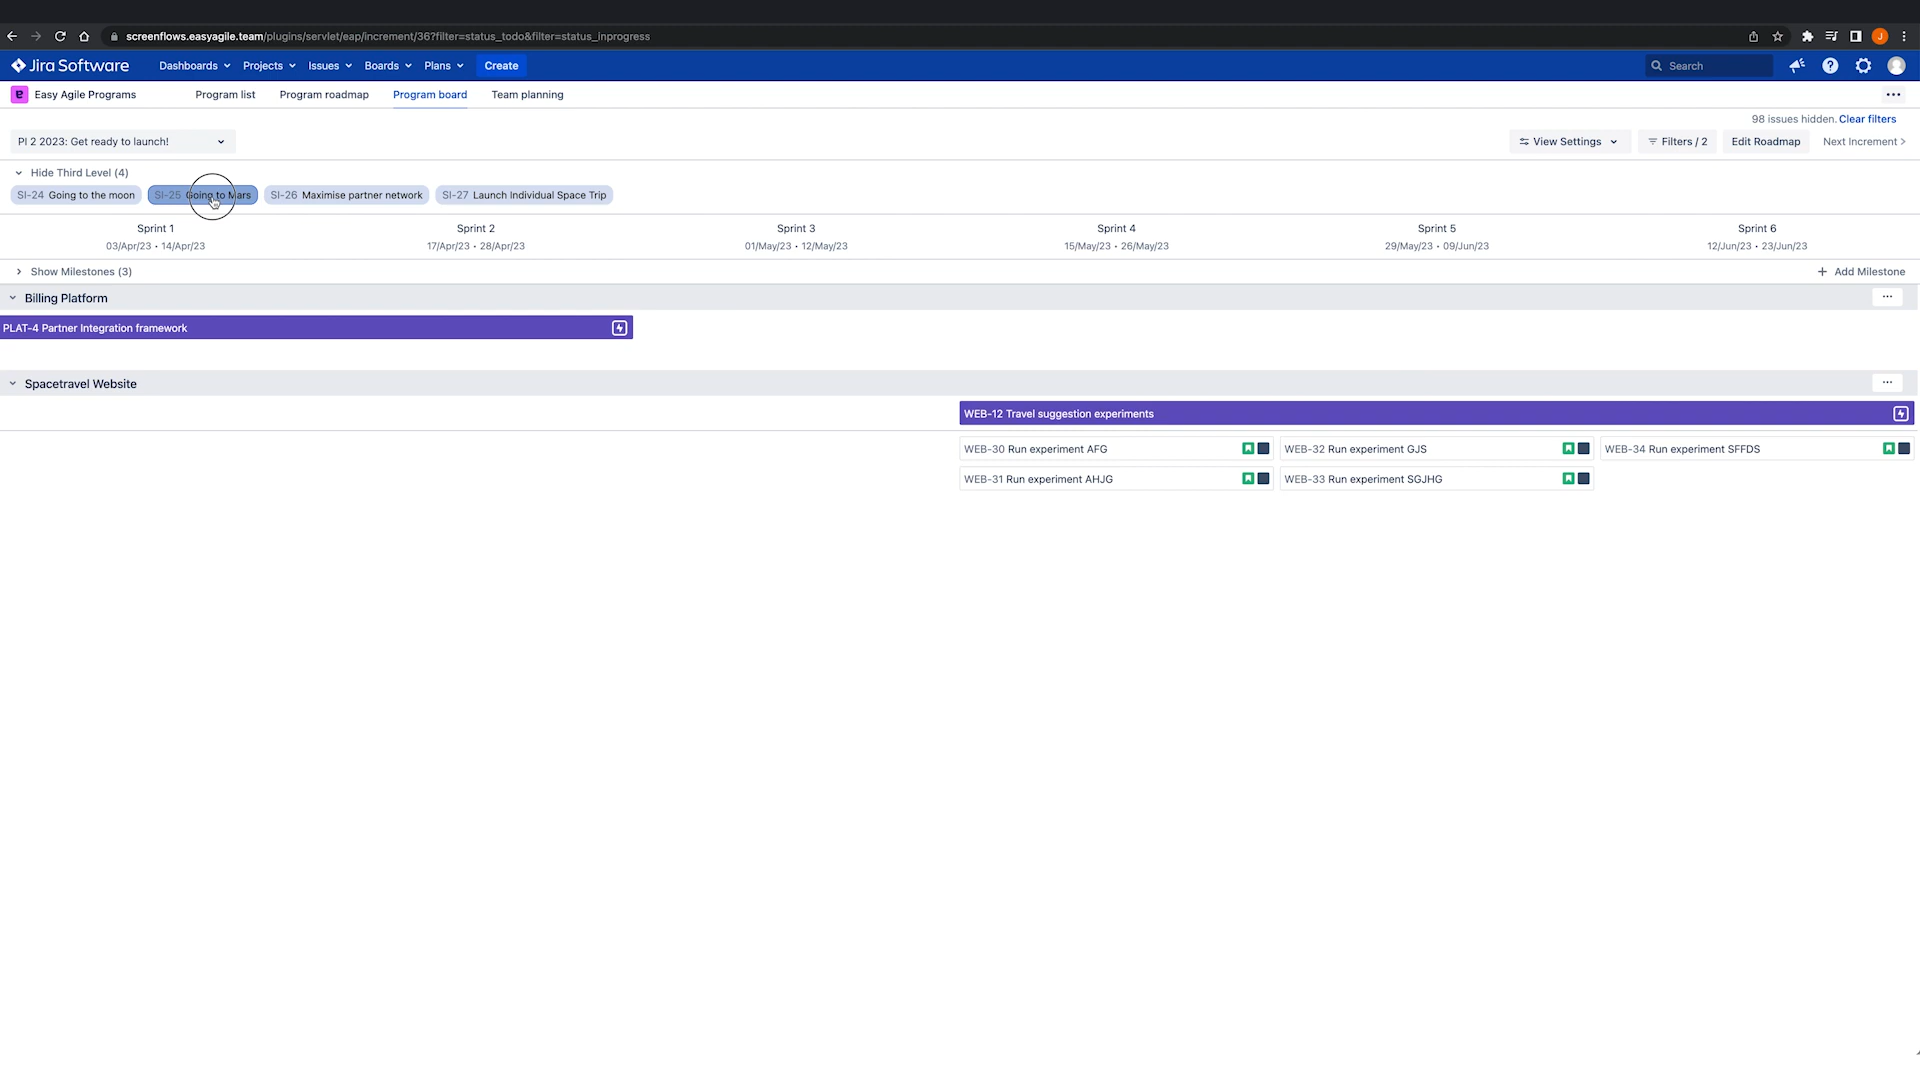 screenflows.easyagile.team/plugins/servlet/eap/increment/36?filter=status_todo&filter=status_inprogress
J
Jira Software Dashboards Projects Issues Boards Plans Create Search
e Easy Agile Programs Program list Program roadmap Program board Team planning
98 issues hidden. Clear filters
PI 2 2023: Get ready to launch! View Settings Filters / 2 Edit Roadmap Next Increment >
Hide Third Level (4)
SI-24 Going to the moon SI-25 Going to Mars SI-26 Maximise partner network SI-27 Launch Individual Space Trip
Sprint 1 Sprint 2 Sprint 3 Sprint 4 Sprint 5 Sprint 6
03/Apr/23 • 14/Apr/23 17/Apr/23 • 28/Apr/23 01/May/23 • 12/May/23 15/May/23 • 26/May/23 29/May/23 • 09/Jun/23 12/Jun/23 • 23/Jun/23
Show Milestones (3) + Add Milestone
Billing Platform
PLAT-4 Partner Integration framework
Spacetravel Website
WEB-12 Travel suggestion experiments
WEB-30 Run experiment AFG WEB-32 Run experiment GJS WEB-34 Run experiment SFFDS
WEB-31 Run experiment AHJG WEB-33 Run experiment SGJHG